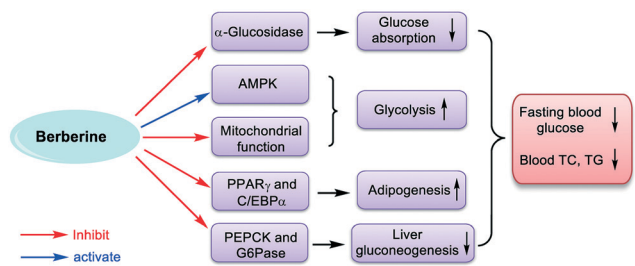 α-Glucosidase
Glucose
absorption ↓
AMPK
Glycolysis ↑
Mitochondrial
function
Berberine
PPARγ and
C/EBPα
Adipogenesis ↑
PEPCK and
G6Pase
Liver
gluconeogenesis ↓
Fasting blood
glucose ↓
Blood TC, TG ↓
Inhibit
activate